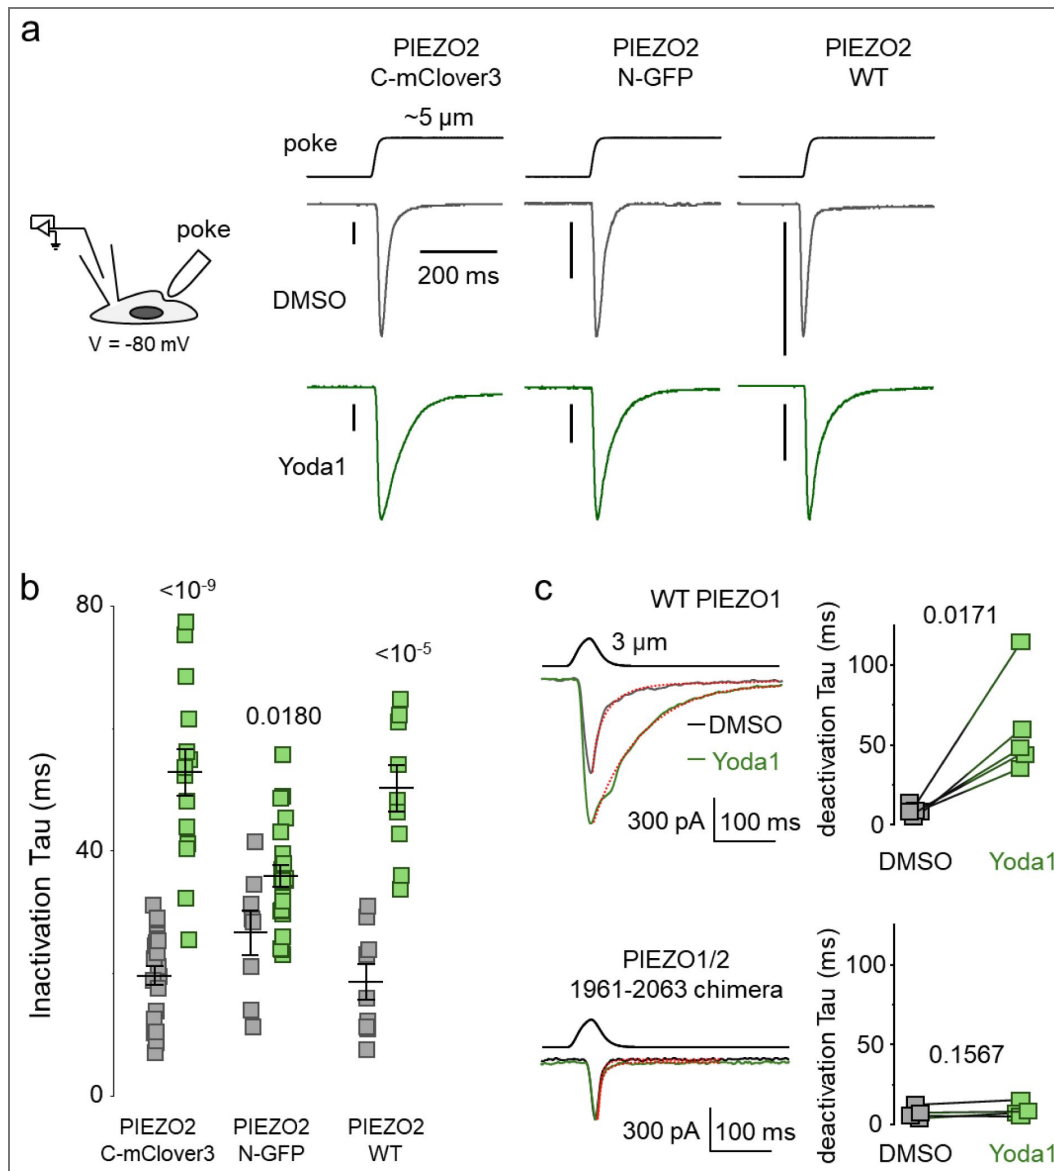 a
PIEZO2
C-mClover3
PIEZO2
N-GFP
PIEZO2
WT
~5 µm
poke
poke
200 ms
DMSO
V = -80 mV
Yoda1
b
<10⁻⁹
0.0180
<10⁻⁵
80
40
0
Inactivation Tau (ms)
PIEZO2
C-mClover3
PIEZO2
N-GFP
PIEZO2
WT
c
WT PIEZO1
3 µm
DMSO
Yoda1
300 pA
100 ms
deactivation Tau (ms)
0.0171
100
50
0
DMSO
Yoda1
PIEZO1/2
1961-2063 chimera
300 pA
100 ms
deactivation Tau (ms)
100
50
0.1567
0
DMSO
Yoda1